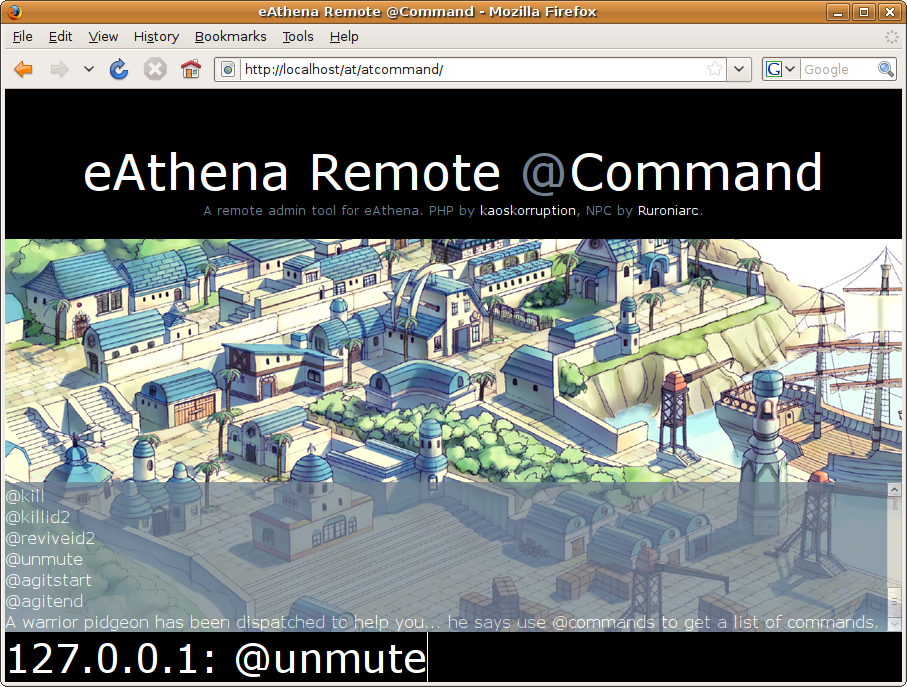 eAthena Remote @Command - Mozilla Firefox
File Edit View History Bookmarks Tools Help
http://localhost/at/atcommand/ G Google
eAthena Remote @Command
A remote admin tool for eAthena. PHP by kaoskorruption, NPC by Ruroniarc.
@kill
@killid2
@reviveid2
@unmute
@agitstart
@agitend
A warrior pidgeon has been dispatched to help you... he says use @commands to get a list of commands.
127.0.0.1: @unmute